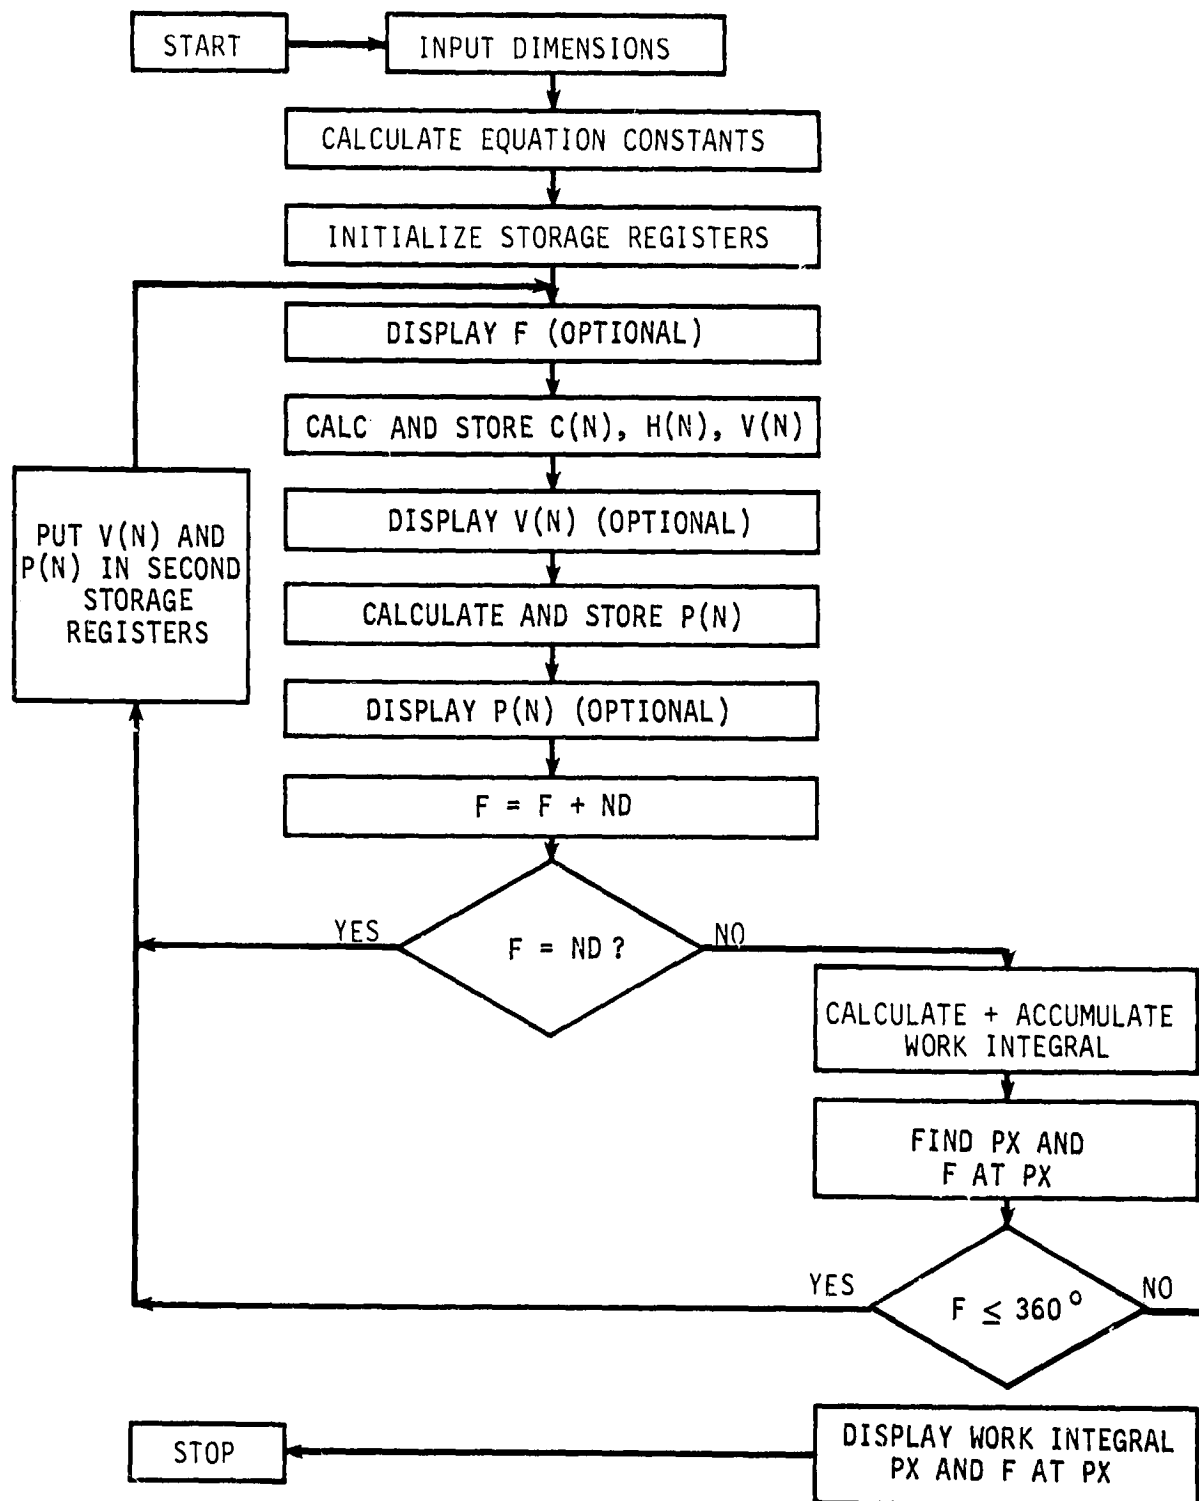 START
INPUT DIMENSIONS
CALCULATE EQUATION CONSTANTS
INITIALIZE STORAGE REGISTERS
DISPLAY F (OPTIONAL)
CALC AND STORE C(N), H(N), V(N)
DISPLAY V(N) (OPTIONAL)
PUT V(N) AND
P(N) IN SECOND
STORAGE
REGISTERS
CALCULATE AND STORE P(N)
DISPLAY P(N) (OPTIONAL)
F = F + ND
YES
F = ND ?
NO
CALCULATE + ACCUMULATE
WORK INTEGRAL
FIND PX AND
F AT PX
YES
F ≤ 360°
NO
DISPLAY WORK INTEGRAL
PX AND F AT PX
STOP